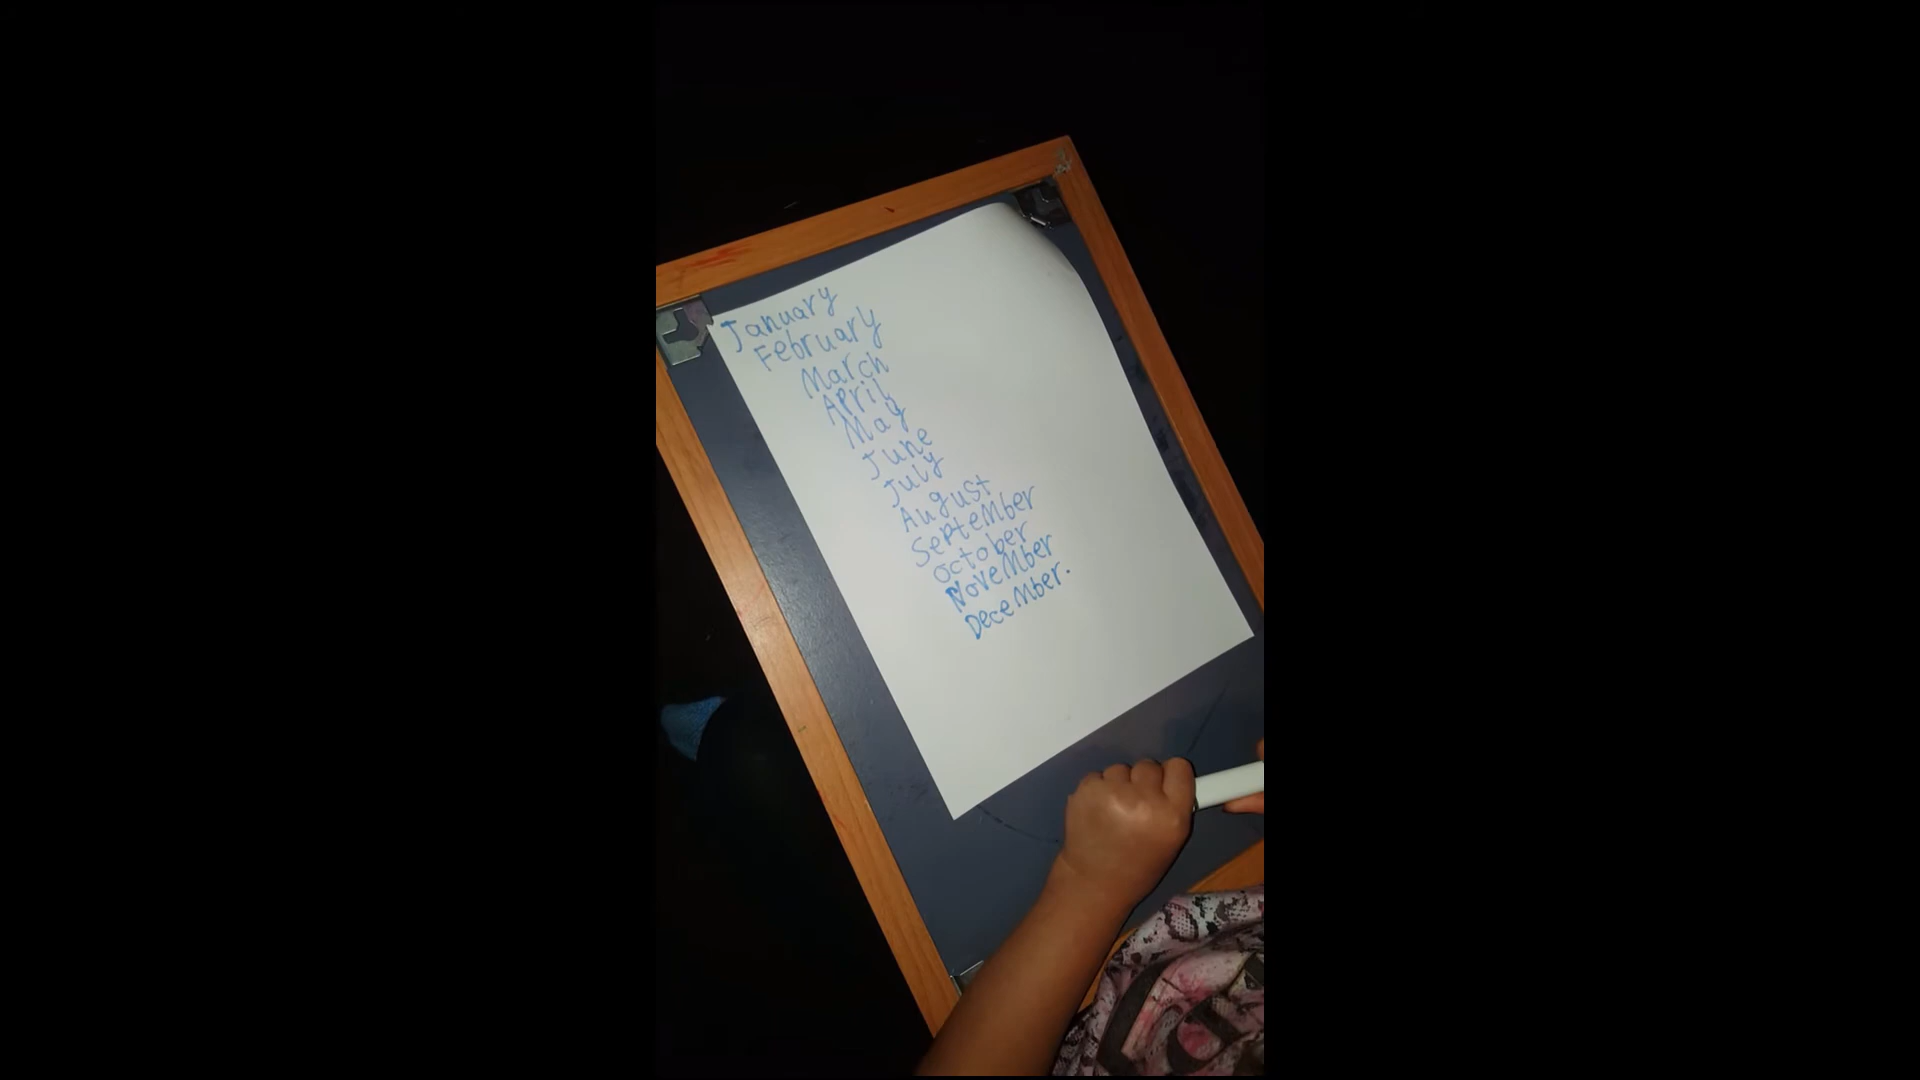 January
February
March
April
May
June
July
August
September
October
November
December.